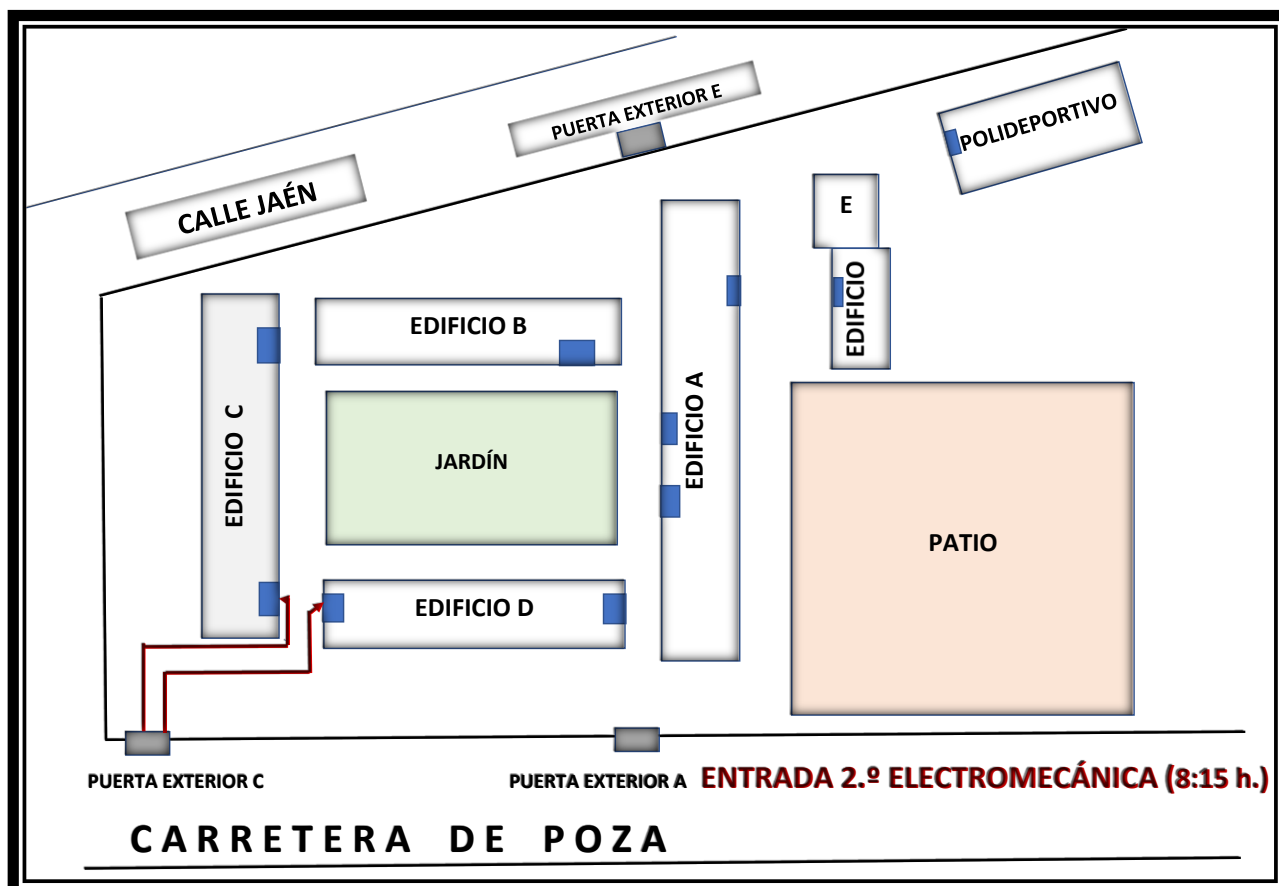 PUERTA EXTERIOR E
POLIDEPORTIVO
CALLE JAÉN
E
EDIFICIO
EDIFICIO B
EDIFICIO A
EDIFICIO C
JARDÍN
PATIO
EDIFICIO D
PUERTA EXTERIOR C
PUERTA EXTERIOR A
ENTRADA 2.º ELECTROMECÁNICA (8:15 h.)
CARRETERA DE POZA